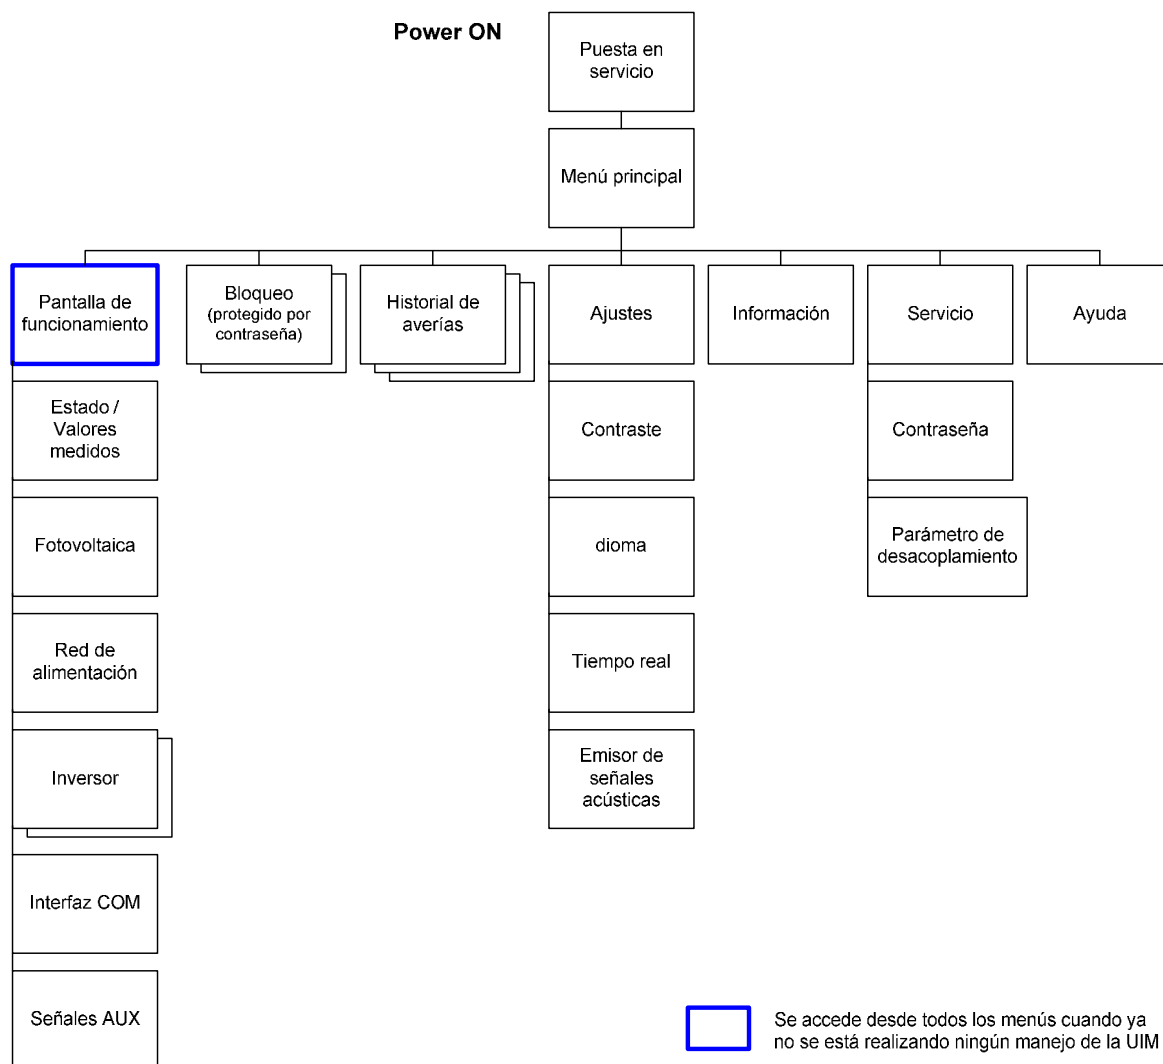 Power ON
Puesta en
servicio
Menú principal
Pantalla de
funcionamiento
Bloqueo
(protegido por
contraseña)
Historial de
averías
Ajustes
Información
Servicio
Ayuda
Estado /
Valores
medidos
Contraste
Contraseña
Fotovoltaica
dioma
Parámetro de
desacoplamiento
Red de
alimentación
Tiempo real
Inversor
Emisor de
señales
acústicas
Interfaz COM
Señales AUX
Se accede desde todos los menús cuando ya
no se está realizando ningún manejo de la UIM